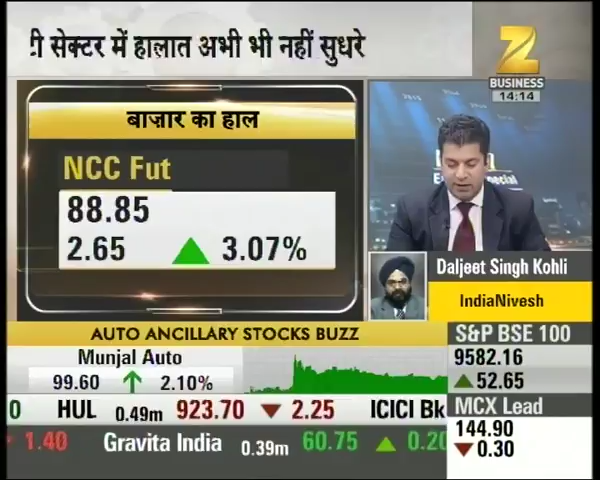 सेक्टर में हालात अभी भी नहीं सुधरे
Z
BUSINESS
14:14
बाज़ार का हाल
NCC Fut
88.85
2.65 ▲ 3.07%
Daljeet Singh Kohli
IndiaNivesh
AUTO ANCILLARY STOCKS BUZZ
Munjal Auto
99.60 ↑ 2.10%
S&P BSE 100
9582.16
▲ 52.65
MCX Lead
144.90
▼ 0.30
0 HUL 0.49m 923.70 ▼ 2.25 ICICI Bk
1.40 Gravita India 0.39m 60.75 ▲ 0.20